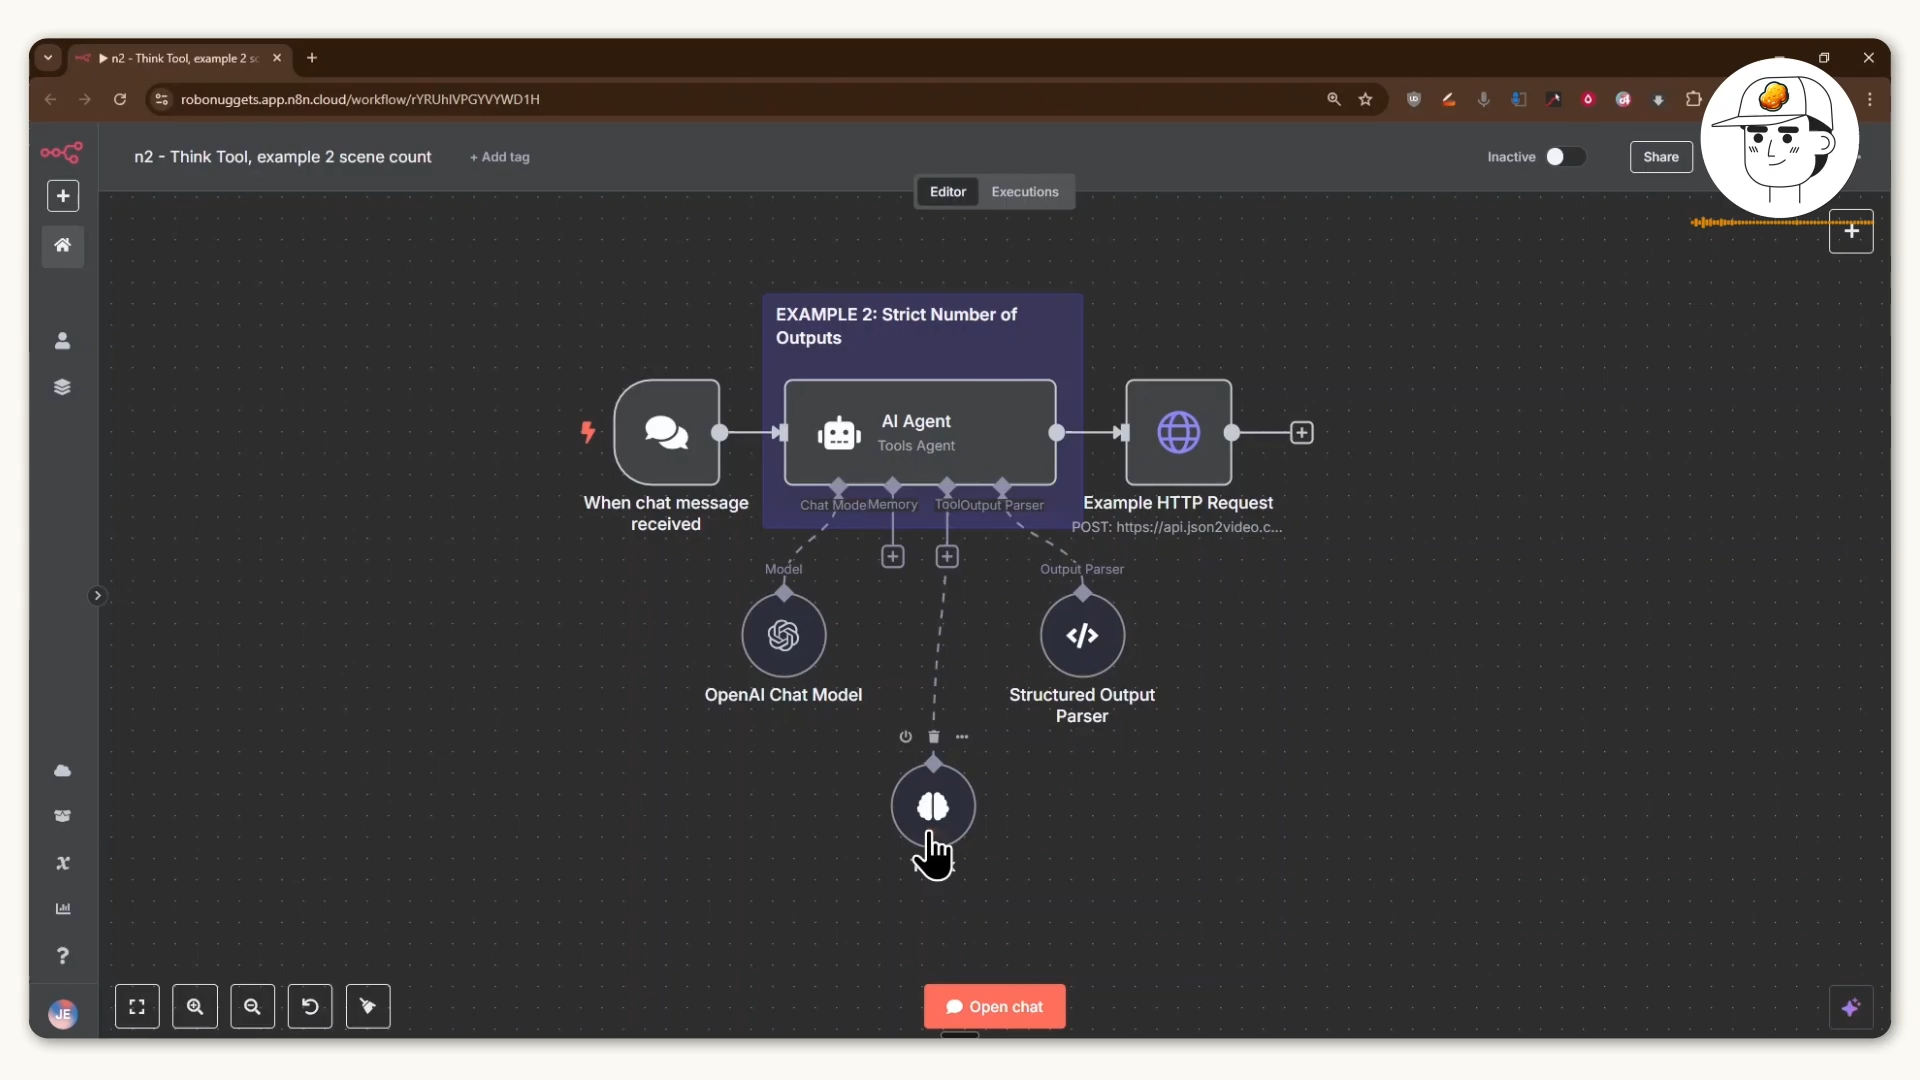 n2 - Think Tool, example 2 sc
robonuggets.app.n8n.cloud/workflow/rYRUhlVPGYVYWD1H
n2 - Think Tool, example 2 scene count
+ Add tag
Inactive
Share
Editor
Executions
EXAMPLE 2: Strict Number of
Outputs
AI Agent
Tools Agent
Chat Mode
Memory
Tool
Output Parser
When chat message
received
Example HTTP Request
POST: https://api.json2video.c...
Model
Output Parser
OpenAI Chat Model
Structured Output
Parser
Open chat
JE